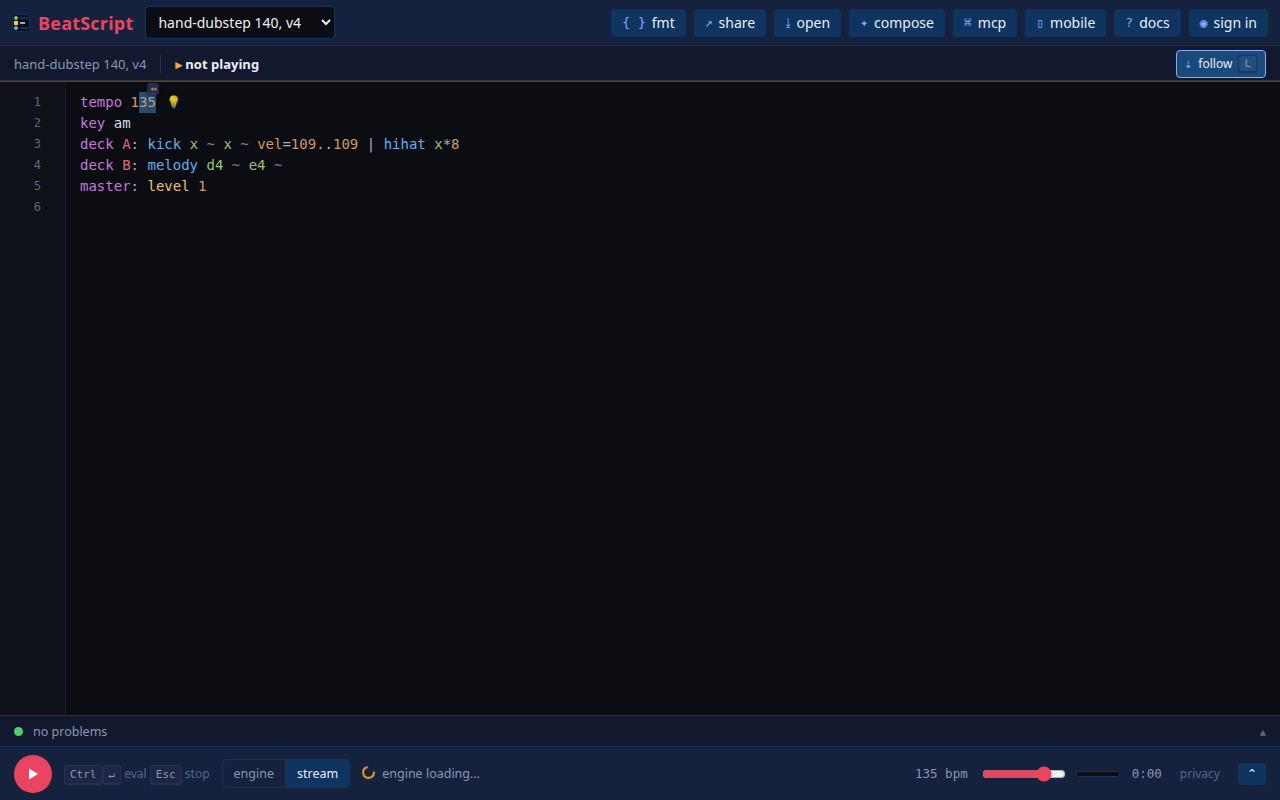 BeatScript hand-dubstep 140, v4 { } fmt ↗ share ⤓ open ✦ compose ⌘ mcp ▯ mobile ? docs ◉ sign in
hand-dubstep 140, v4 ▶ not playing ⇣ follow L
1 tempo 135 💡
2 key am
3 deck A: kick x ~ x ~ vel=109..109 | hihat x*8
4 deck B: melody d4 ~ e4 ~
5 master: level 1
6
no problems ▲
Ctrl ↵ eval Esc stop engine stream engine loading... 135 bpm 0:00 privacy ⌃